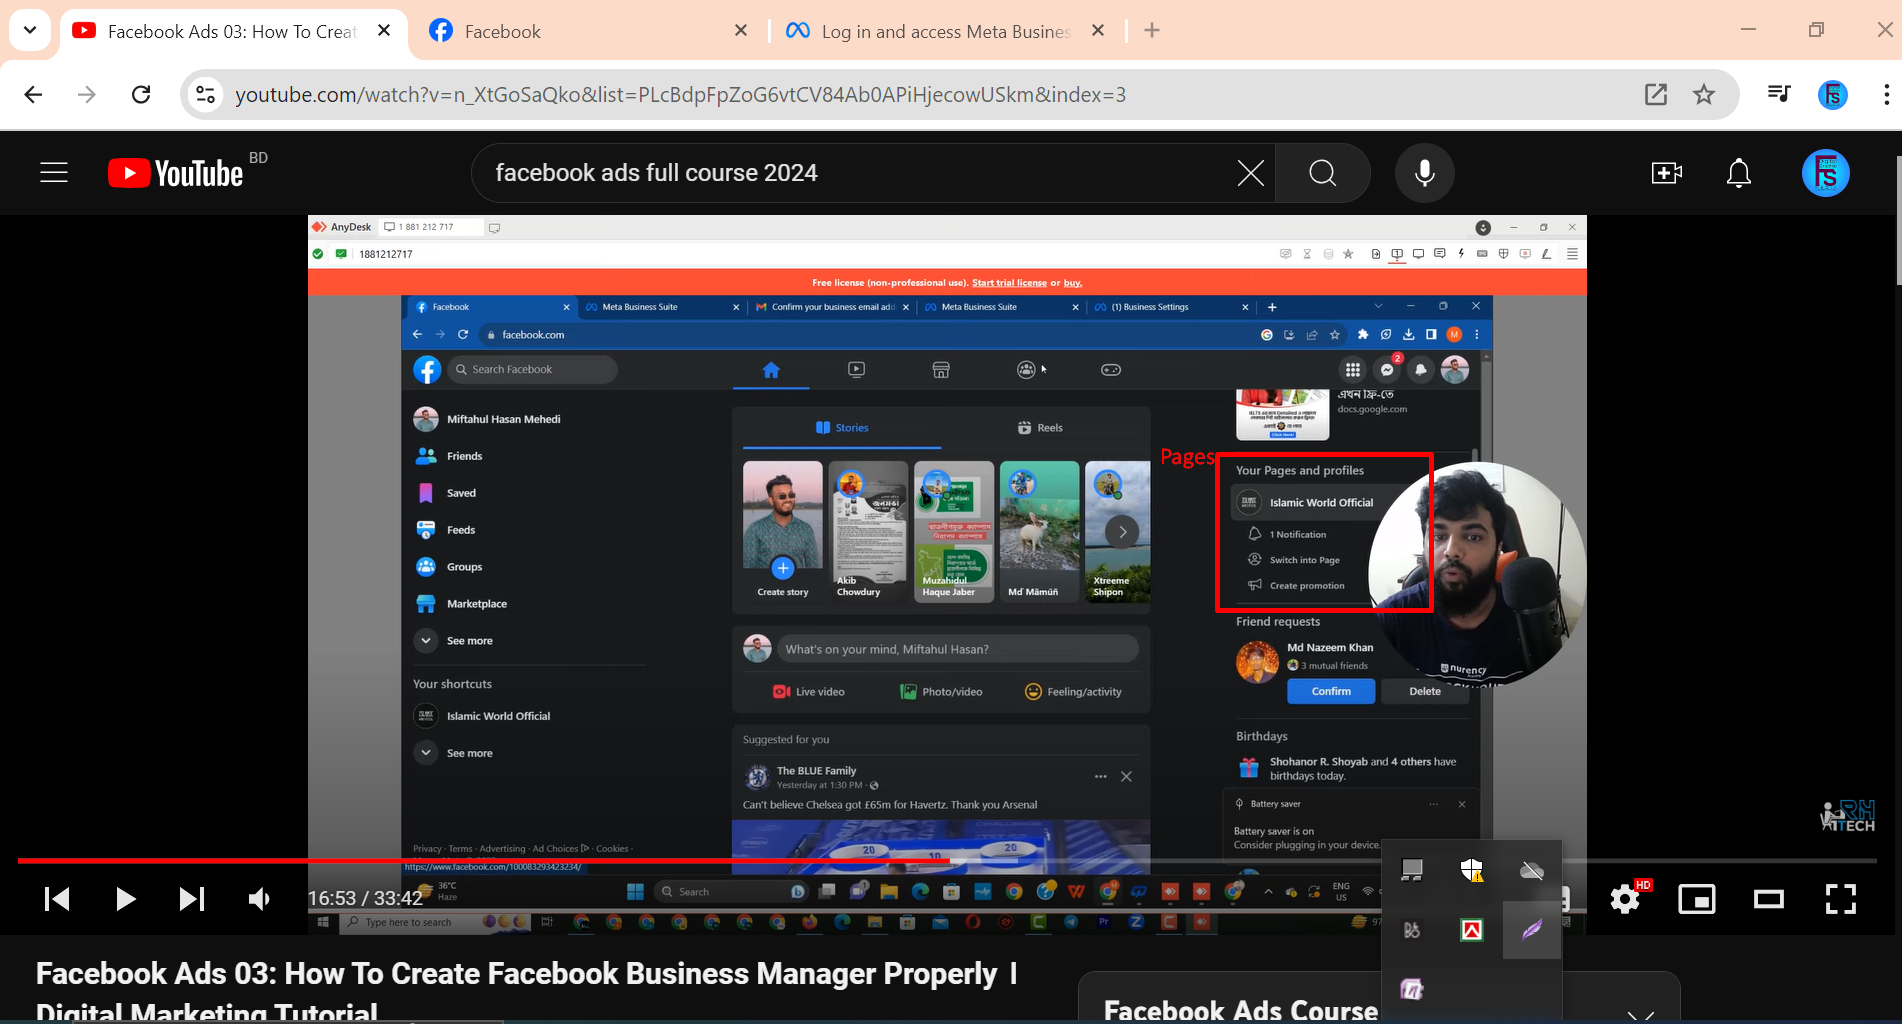 Facebook Ads 03: How To Creat
Facebook
Log in and access Meta Busines
youtube.com/watch?v=n_XtGoSaQko&list=PLcBdpFpZoG6vtCV84Ab0APiHjecowUSkm&index=3
YouTube BD
facebook ads full course 2024
AnyDesk
1 881 212 717
1881212717
Free license (non-professional use). Start trial license or buy.
Facebook
Meta Business Suite
Confirm your business email add
Meta Business Suite
(1) Business Settings
facebook.com
M
Search Facebook
2
Miftahul Hasan Mehedi
Friends
Saved
Feeds
Groups
Marketplace
See more
Your shortcuts
Islamic World Official
See more
Privacy · Terms · Advertising · Ad Choices · Cookies ·
https://www.facebook.com/100083293423234/
Stories
Reels
Create story
Akib
Chowdury
Muzahidul
Haque Jaber
Md Mámúñ
Xtreeme
Shipon
What's on your mind, Miftahul Hasan?
Live video
Photo/video
Feeling/activity
Suggested for you
The BLUE Family
Yesterday at 1:30 PM ·
Can't believe Chelsea got £65m for Havertz. Thank you Arsenal
20
20
এখন ফ্রি-তে
docs.google.com
Pages
Your Pages and profiles
Islamic World Official
1 Notification
Switch into Page
Create promotion
Friend requests
Md Nazeem Khan
3 mutual friends
Confirm
Delete
Birthdays
Shohanor R. Shoyab and 4 others have
birthdays today.
Battery saver
Battery saver is on
Consider plugging in your device.
nurency
RH
ITECH
16:53 / 33:42
36°C
Haze
Search
ENG
US
Type here to search
HD
Facebook Ads 03: How To Create Facebook Business Manager Properly I
Digital Marketing Tutorial
Facebook Ads Course